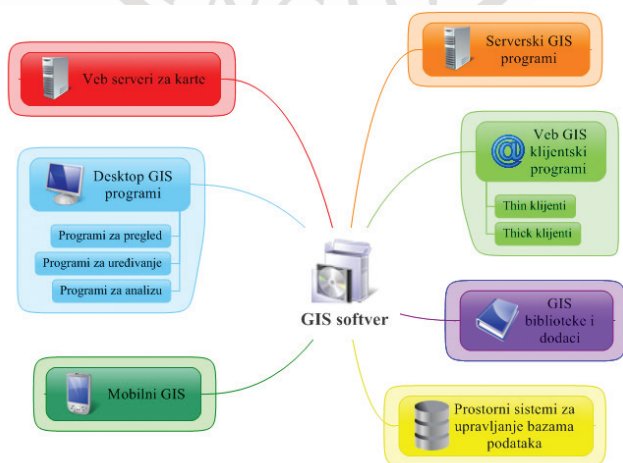 Veb serveri za karte
Serverski GIS
programi
Desktop GIS
programi
Programi za pregled
Programi za uređivanje
Programi za analizu
Veb GIS
klijentski
programi
Thin klijenti
Thick klijenti
GIS softver
GIS
biblioteke i
dodaci
Mobilni GIS
Prostorni sistemi za
upravljanje bazama
podataka